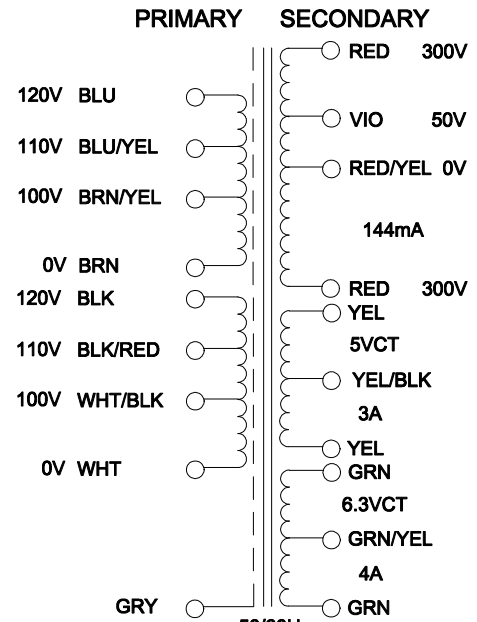 PRIMARY SECONDARY
RED 300V
120V BLU
VIO 50V
110V BLU/YEL
RED/YEL 0V
100V BRN/YEL
144mA
0V BRN
RED 300V
120V BLK
YEL
110V BLK/RED
5VCT
YEL/BLK
100V WHT/BLK
3A
YEL
0V WHT
GRN
6.3VCT
GRN/YEL
4A
GRY
GRN